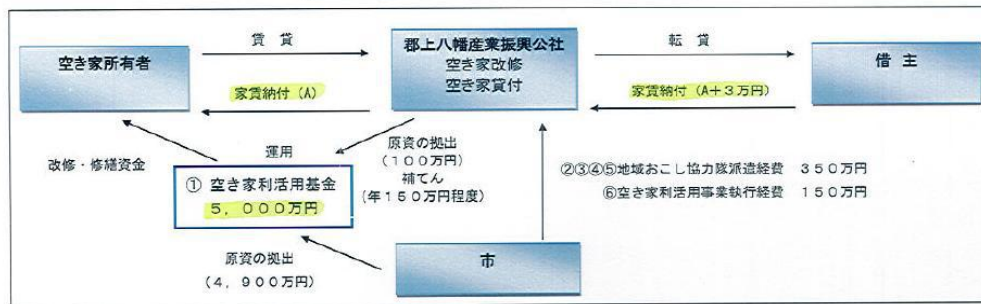 賃　貸
転　貸
空き家所有者
郡上八幡産業振興公社
空き家改修
空き家貸付
借　主
家賃納付（A）
家賃納付（A＋３万円）
改修・修繕資金
運用
原資の拠出
（１００万円）
補てん
（年１５０万円程度）
① 空き家利活用基金
５，０００万円
②③④⑤地域おこし協力隊派遣経費　３５０万円
⑥空き家利活用事業執行経費　１５０万円
原資の拠出
（４，９００万円）
市